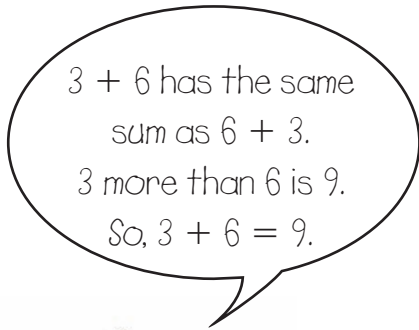 3 + 6 has the same
sum as 6 + 3.
3 more than 6 is 9.
So, 3 + 6 = 9.